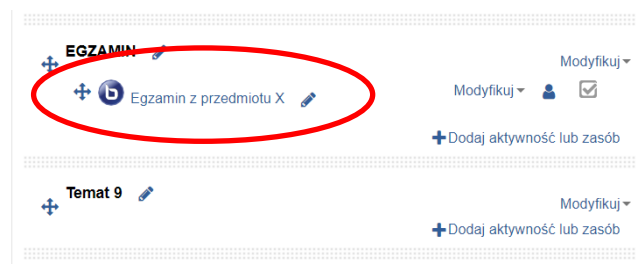 EGZAMIN
Modyfikuj
b Egzamin z przedmiotu X
Modyfikuj
Dodaj aktywność lub zasób
Temat 9
Modyfikuj
Dodaj aktywność lub zasób